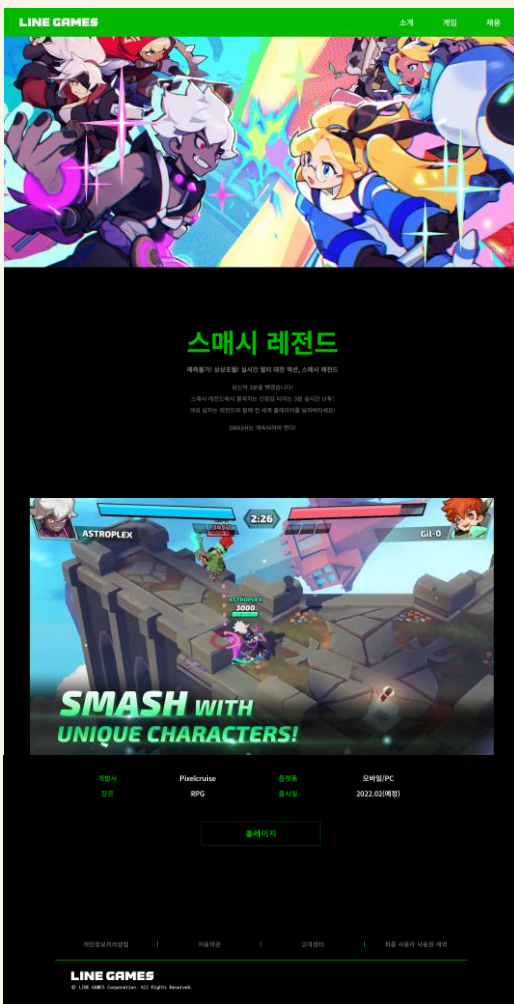 LINE GAMES
소개 게임 채용
스매시 레전드
예측불가! 상상초월! 실시간 멀티 대전 액션, 스매시 레전드
당신의 3분을 뺏겠습니다!
스매시 레전드에서 펼쳐지는 긴장감 터지는 3분 실시간 난투!
개성 넘치는 레전드와 함께 전 세계 플레이어를 날려버리세요!
SMASH는 계속되어야 한다!
2:26
ASTROPLEX
3450
Git-O
ASTROPLEX
3000
SMASH WITH
UNIQUE CHARACTERS!
개발사 Pixelcruise 플랫폼 모바일/PC
장르 RPG 출시일 2022.02(예정)
홈페이지
개인정보처리방침 | 이용약관 | 고객센터 | 최종 사용자 사용권 계약
LINE GAMES
© LINE GAMES Corporation. All Rights Reserved.